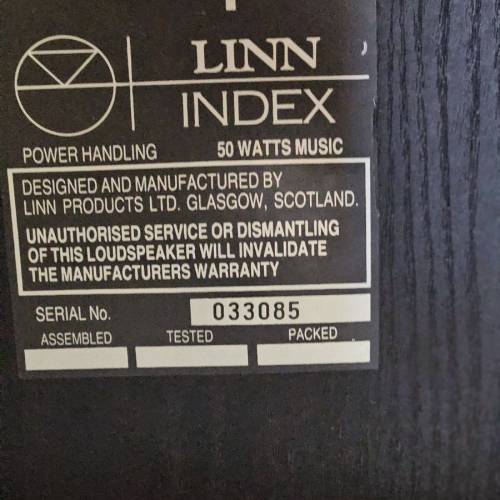 LINN
INDEX
POWER HANDLING 50 WATTS MUSIC
DESIGNED AND MANUFACTURED BY
LINN PRODUCTS LTD. GLASGOW, SCOTLAND.
UNAUTHORISED SERVICE OR DISMANTLING
OF THIS LOUDSPEAKER WILL INVALIDATE
THE MANUFACTURERS WARRANTY
SERIAL No. 033085
ASSEMBLED TESTED PACKED